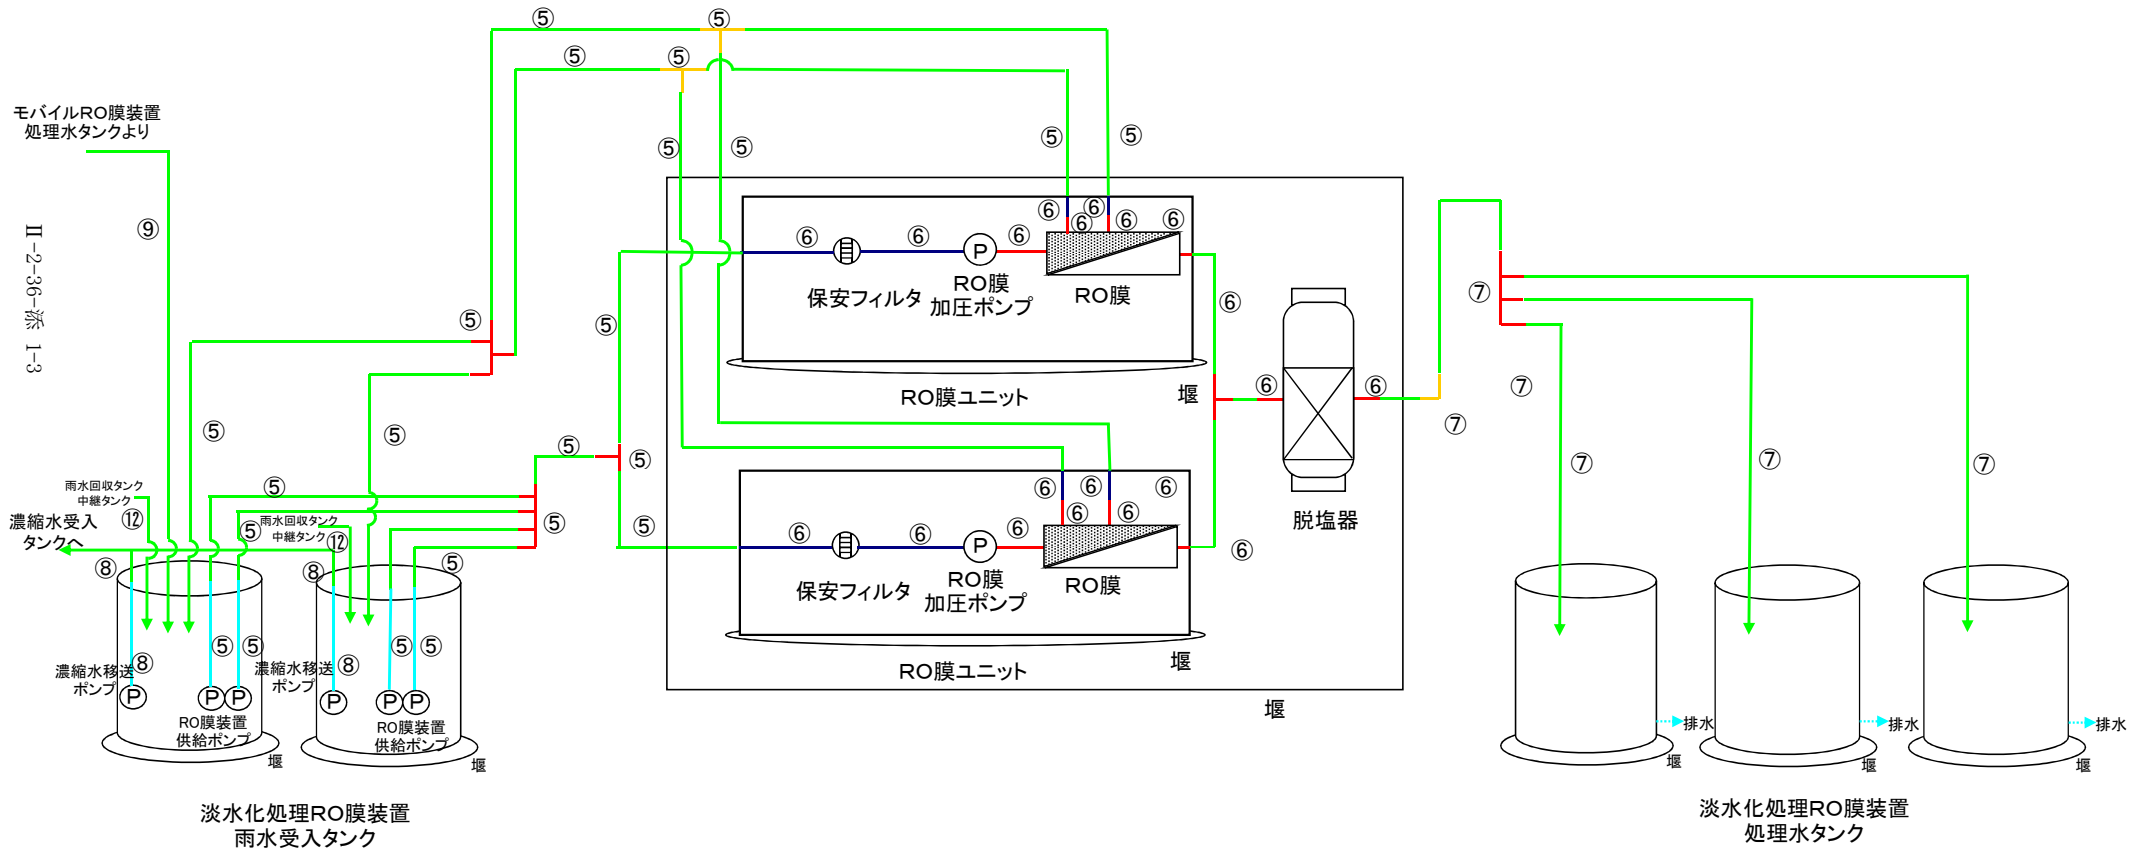 ⑤
⑤
⑤
⑤
モバイルRO膜装置
処理水タンクより
⑤
⑤
⑤
⑤
Ⅱ-2-36-添 1-3
⑨
⑥
⑥
⑥
⑥
⑥
⑥
⑥
⑥
P
保安フィルタ
RO膜
加圧ポンプ
RO膜
⑥
⑦
⑤
⑤
RO膜ユニット
堰
⑥
⑥
⑦
⑦
⑤
⑤
⑤
⑤
⑦
⑦
⑦
雨水回収タンク
中継タンク
⑫
濃縮水受入
タンクへ
⑤
⑤
雨水回収タンク
中継タンク
⑫
⑤
⑤
⑤
⑧
⑧
⑥
⑥
⑥
⑥
⑥
⑥
⑥
⑥
P
保安フィルタ
RO膜
加圧ポンプ
RO膜
⑥
脱塩器
RO膜ユニット
堰
堰
⑤
⑤
⑧
濃縮水移送
ポンプ
P
P
P
RO膜装置
供給ポンプ
堰
⑤
⑤
⑧
濃縮水移送
ポンプ
P
P
P
RO膜装置
供給ポンプ
堰
排水
堰
排水
堰
排水
堰
淡水化処理RO膜装置
雨水受入タンク
淡水化処理RO膜装置
処理水タンク